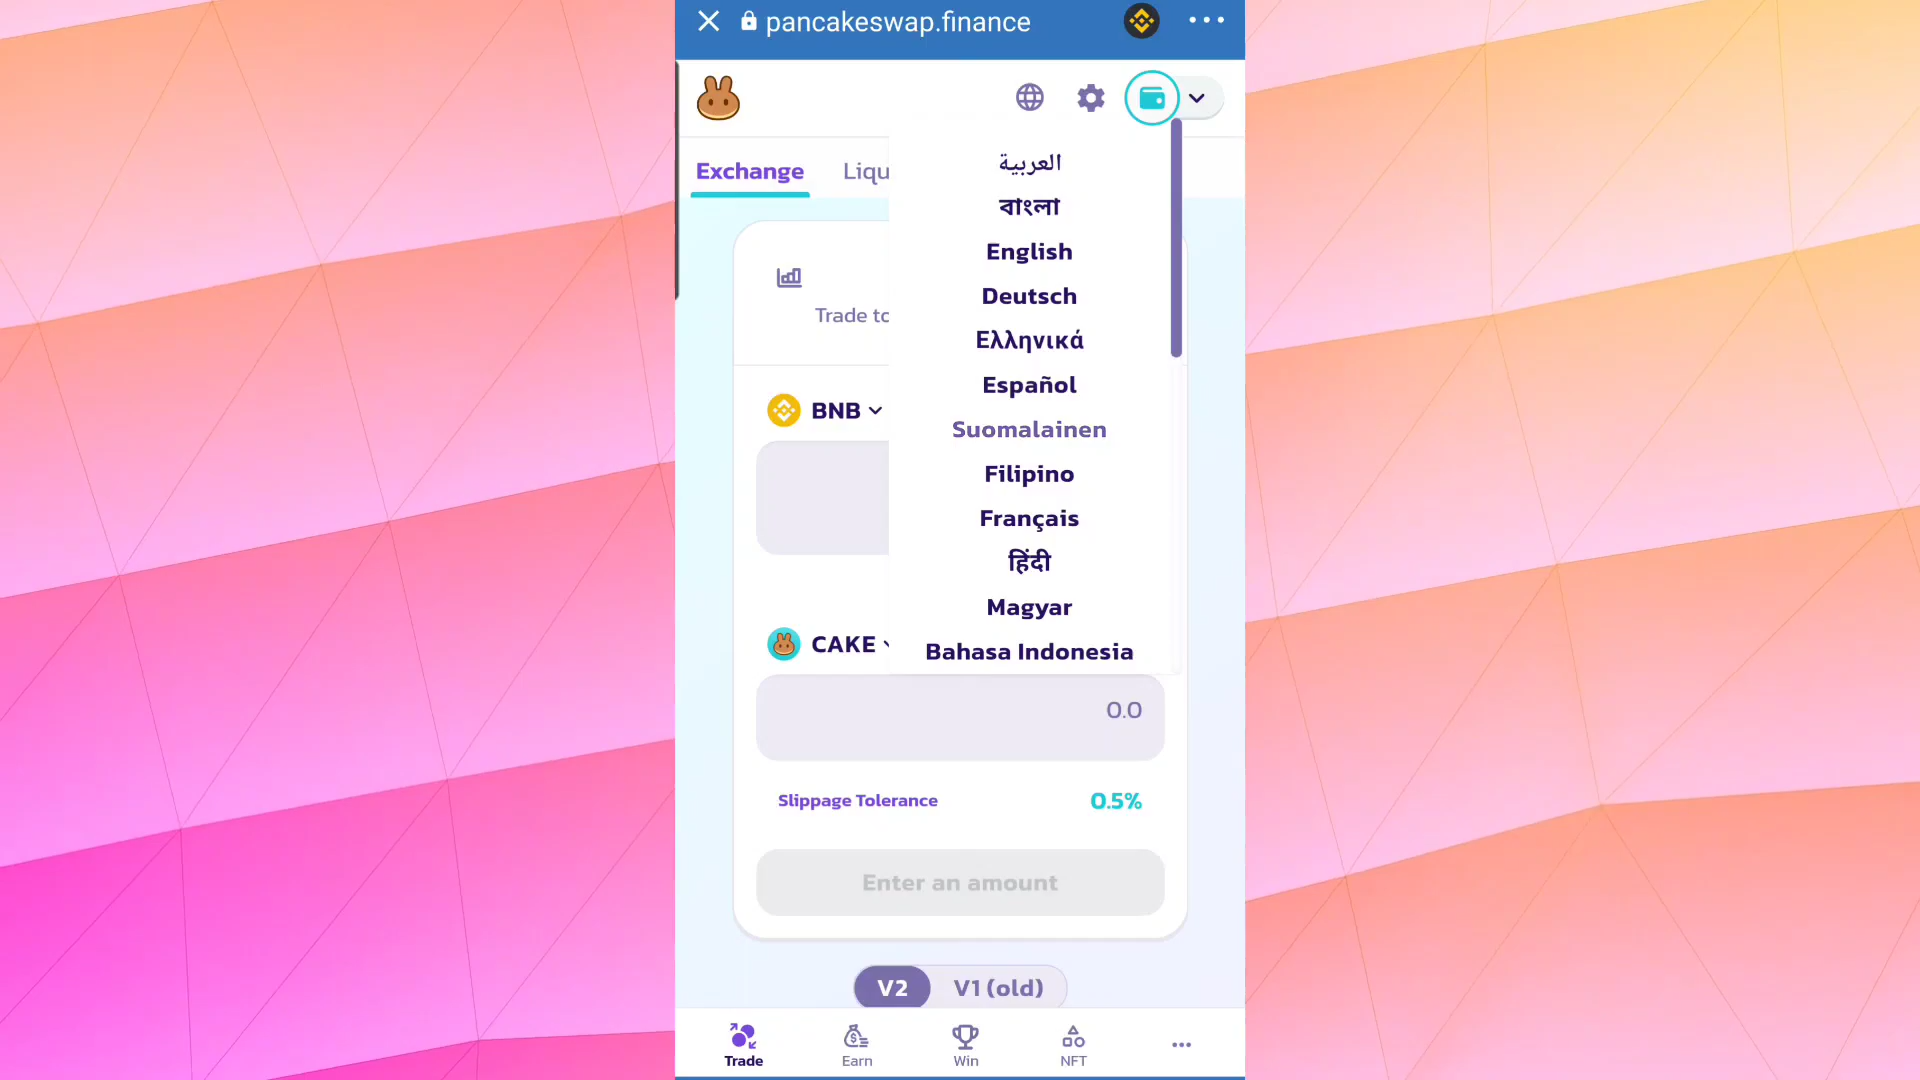 pancakeswap.finance
Exchange Liqu
العربية
বাংলা
English
Deutsch
Ελληνικά
Español
Suomalainen
Filipino
Français
हिंदी
Magyar
Bahasa Indonesia
Trade to
BNB
CAKE
0.0
Slippage Tolerance 0.5%
Enter an amount
V2 V1 (old)
Trade Earn Win NFT